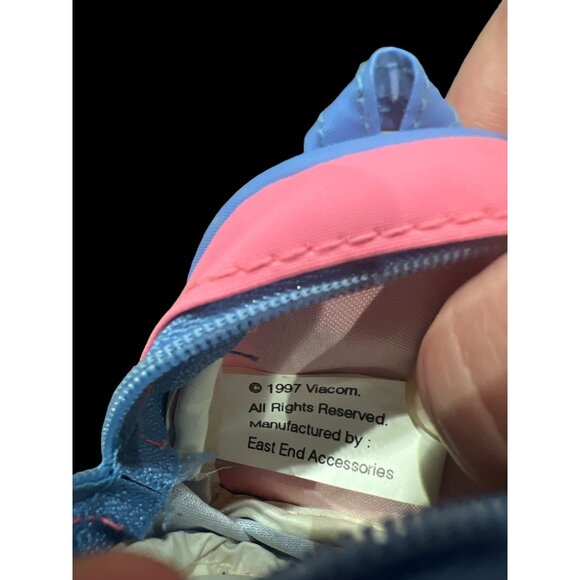 © 1997 Viacom.
All Rights Reserved.
Manufactured by :
East End Accessories